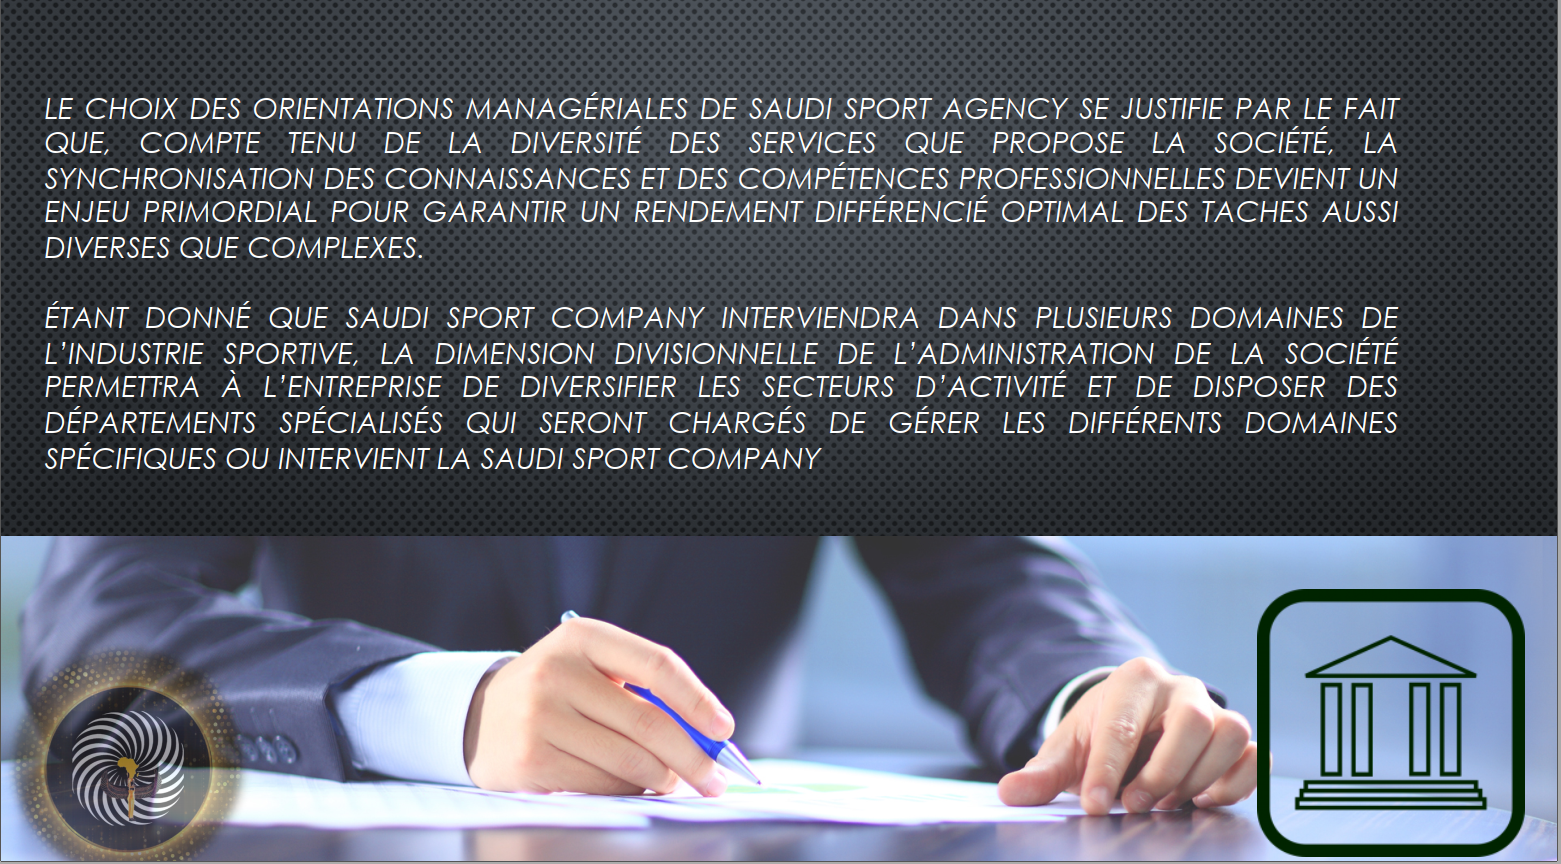 LE CHOIX DES ORIENTATIONS MANAGÉRIALES DE SAUDI SPORT AGENCY SE JUSTIFIE PAR LE FAIT
QUE, COMPTE TENU DE LA DIVERSITÉ DES SERVICES QUE PROPOSE LA SOCIÉTÉ, LA
SYNCHRONISATION DES CONNAISSANCES ET DES COMPÉTENCES PROFESSIONNELLES DEVIENT UN
ENJEU PRIMORDIAL POUR GARANTIR UN RENDEMENT DIFFÉRENCIÉ OPTIMAL DES TACHES AUSSI
DIVERSES QUE COMPLEXES.
ÉTANT DONNÉ QUE SAUDI SPORT COMPANY INTERVIENDRA DANS PLUSIEURS DOMAINES DE
L’INDUSTRIE SPORTIVE, LA DIMENSION DIVISIONNELLE DE L’ADMINISTRATION DE LA SOCIÉTÉ
PERMETTRA À L’ENTREPRISE DE DIVERSIFIER LES SECTEURS D’ACTIVITÉ ET DE DISPOSER DES
DÉPARTEMENTS SPÉCIALISÉS QUI SERONT CHARGÉS DE GÉRER LES DIFFÉRENTS DOMAINES
SPÉCIFIQUES OU INTERVIENT LA SAUDI SPORT COMPANY